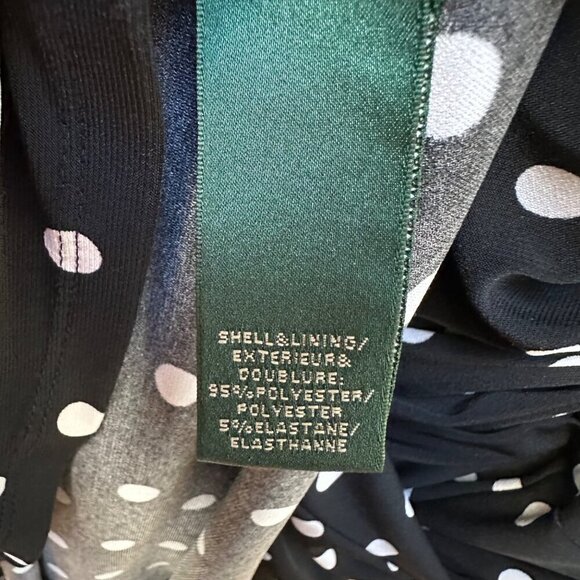 SHELL&LINING/
EXTERIEUR&
DOUBLURE:
95%POLYESTER/
POLYESTER
5%ELASTANE/
ELASTHANNE